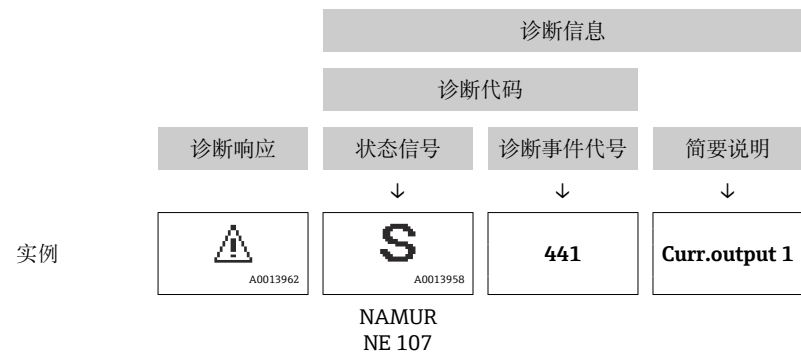 诊断信息
诊断代码
诊断响应 状态信号 诊断事件代号 简要说明
↓ ↓ ↓
实例 S 441 Curr.output 1
A0013962 A0013958
NAMUR
NE 107